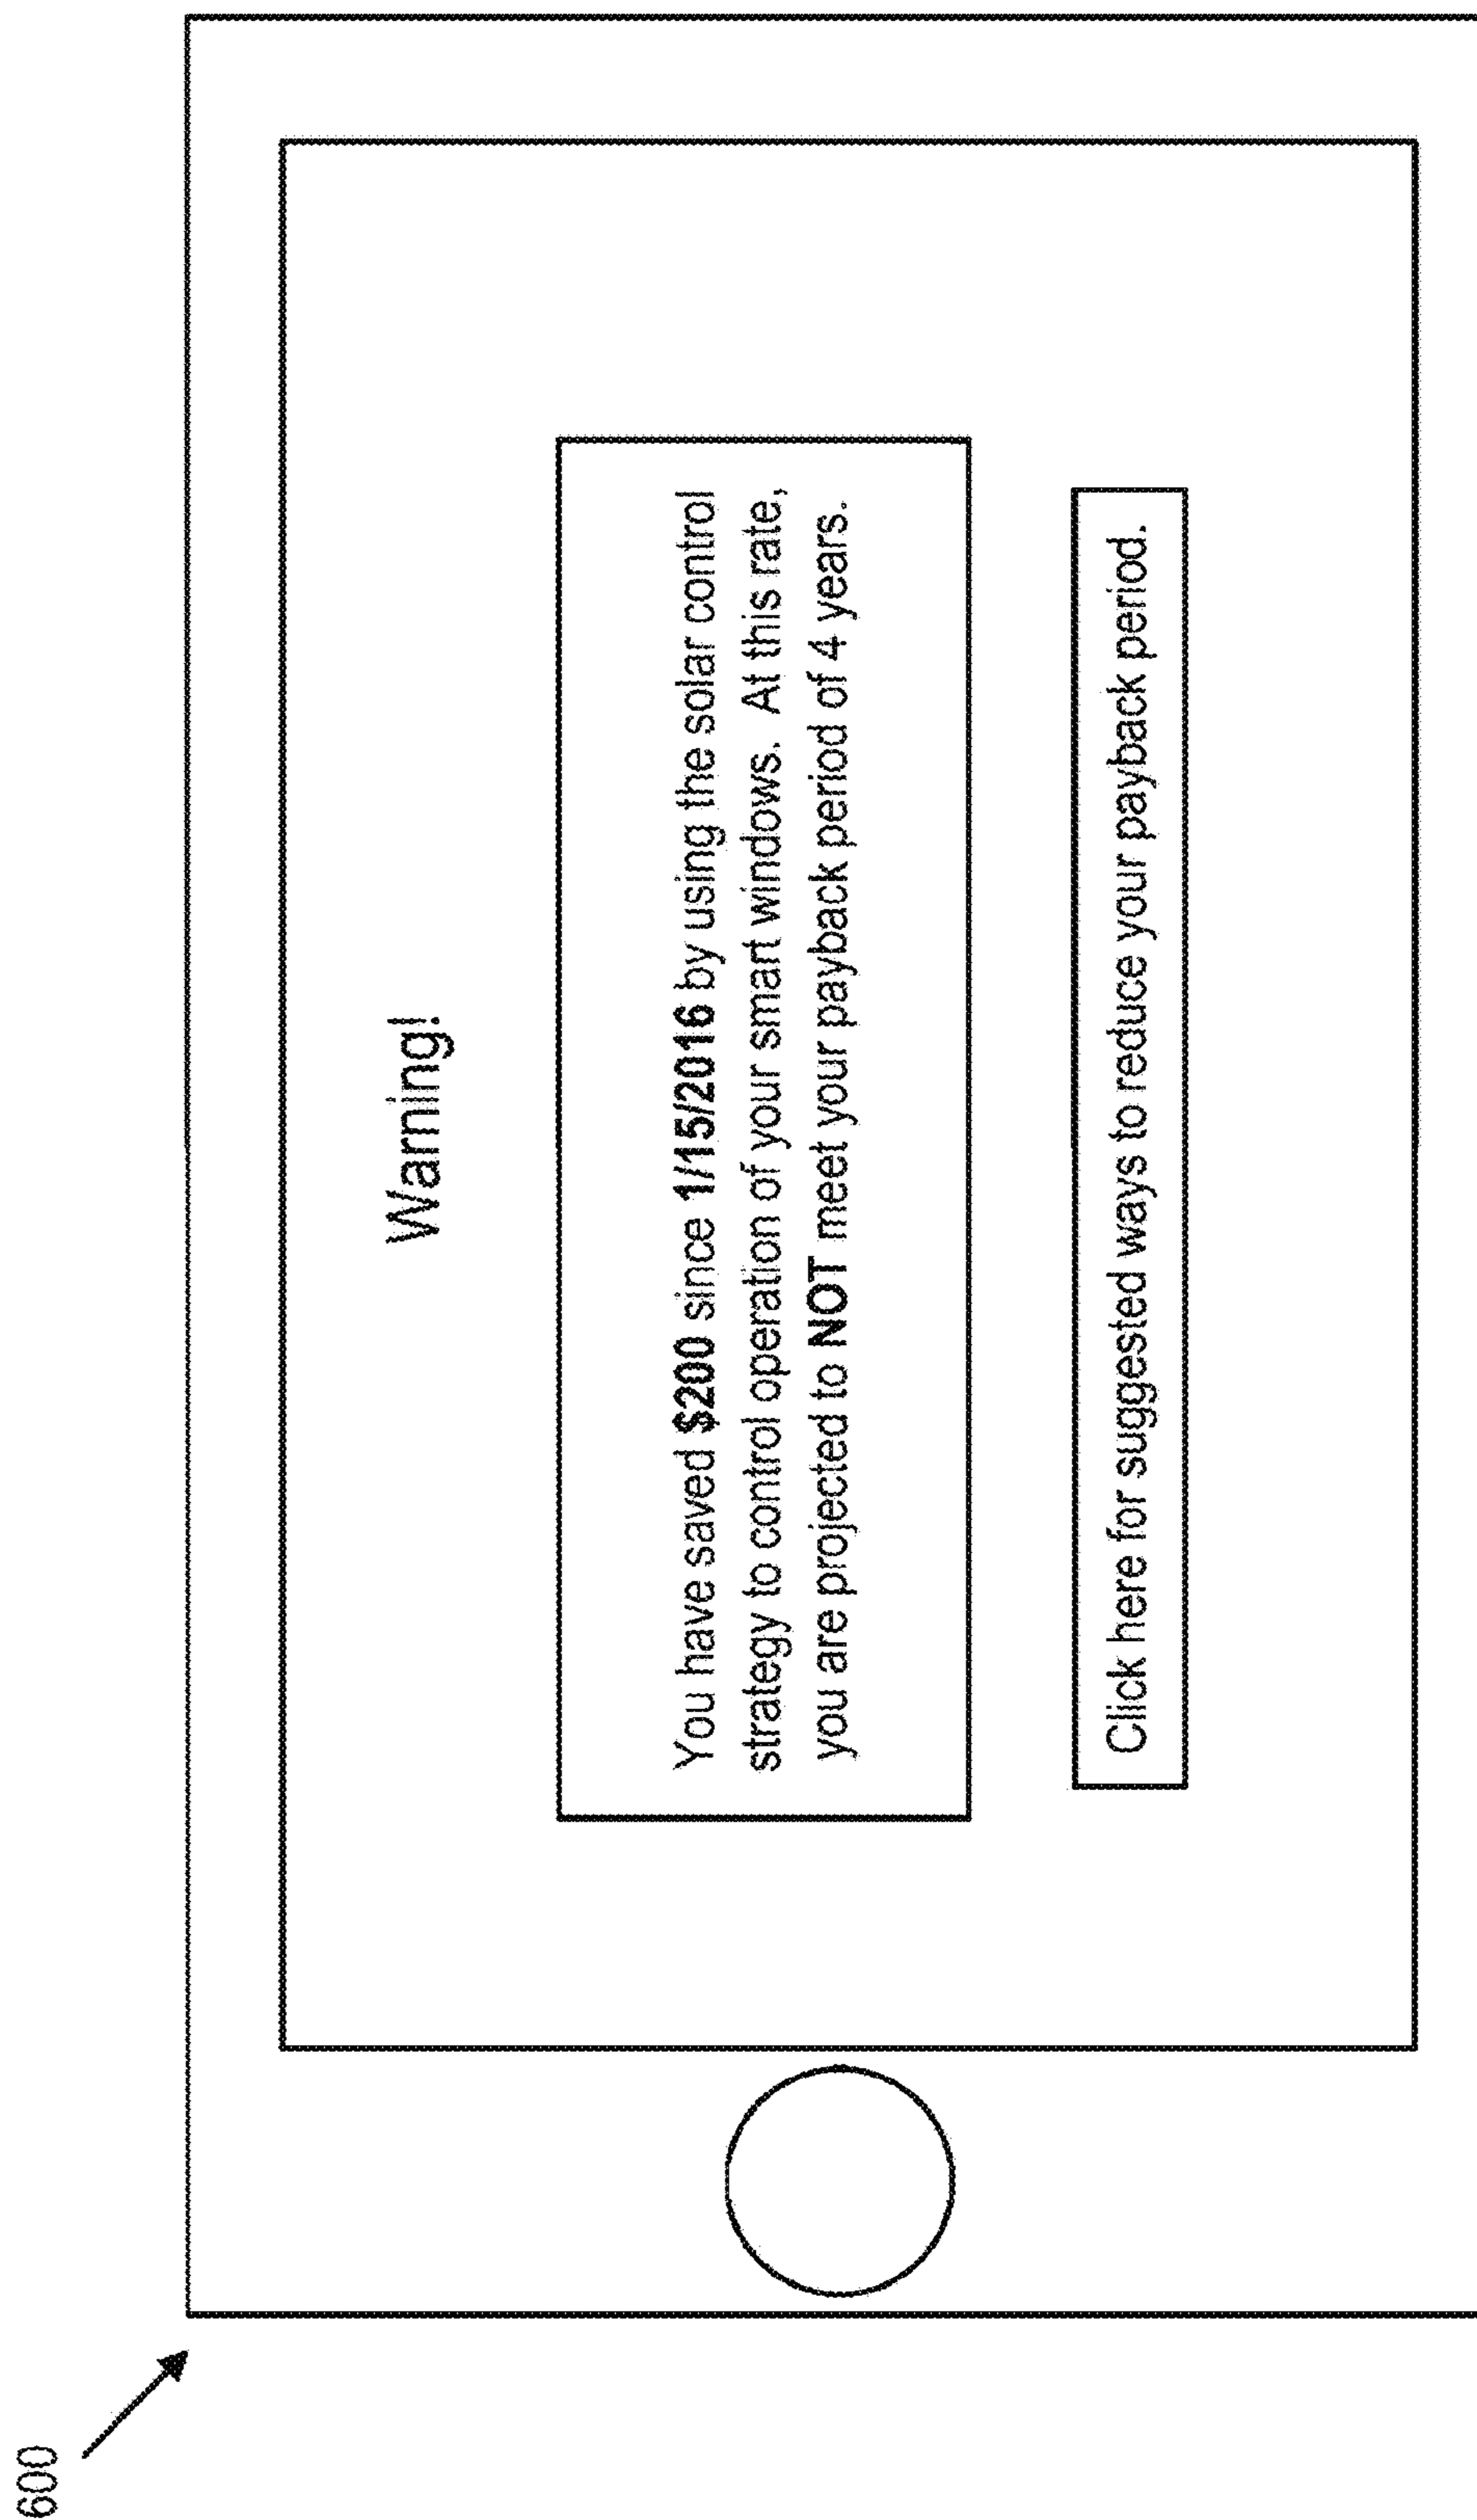 600
Warning!
You have saved $200 since 1/15/2016 by using the solar control
strategy to control operation of your smart windows. At this rate,
you are projected to NOT meet your payback period of 4 years.
Click here for suggested ways to reduce your payback period.